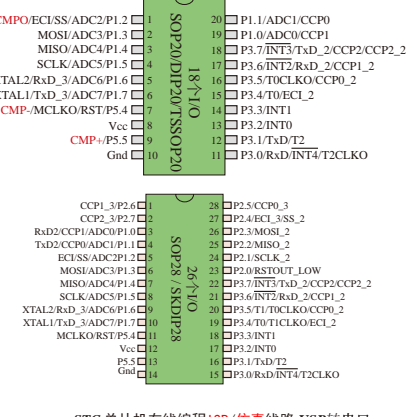 CMPO/ECI/SS/ADC2/P1.2 1
MOSI/ADC3/P1.3 2
MISO/ADC4/P1.4 3
SCLK/ADC5/P1.5 4
XTAL2/RxD_3/ADC6/P1.6 5
XTAL1/TxD_3/ADC7/P1.7 6
CMP-/MCLKO/RST/P5.4 7
Vcc 8
CMP+/P5.5 9
Gnd 10
SOP20/DIP20/TSSOP20
18个I/O
20 P1.1/ADC1/CCP0
19 P1.0/ADC0/CCP1
18 P3.7/INT3/TxD_2/CCP2/CCP2_2
17 P3.6/INT2/RxD_2/CCP1_2
16 P3.5/T0CLKO/CCP0_2
15 P3.4/T0/ECI_2
14 P3.3/INT1
13 P3.2/INT0
12 P3.1/TxD/T2
11 P3.0/RxD/INT4/T2CLKO
CCP1_3/P2.6 1
CCP2_3/P2.7 2
RxD2/CCP1/ADC0/P1.0 3
TxD2/CCP0/ADC1/P1.1 4
ECI/SS/ADC2P1.2 5
MOSI/ADC3/P1.3 6
MISO/ADC4/P1.4 7
SCLK/ADC5/P1.5 8
XTAL2/RxD_3/ADC6/P1.6 9
XTAL1/TxD_3/ADC7/P1.7 10
MCLKO/RST/P5.4 11
Vcc 12
P5.5 13
Gnd 14
SOP28 / SKDIP28
26个I/O
28 P2.5/CCP0_3
27 P2.4/ECI_3/SS_2
26 P2.3/MOSI_2
25 P2.2/MISO_2
24 P2.1/SCLK_2
23 P2.0/RSTOUT_LOW
22 P3.7/INT3/TxD_2/CCP2/CCP2_2
21 P3.6/INT2/RxD_2/CCP1_2
20 P3.5/T1/T0CLKO/CCP0_2
19 P3.4/T0/T1CLKO/ECI_2
18 P3.3/INT1
17 P3.2/INT0
16 P3.1/TxD/T2
15 P3.0/RxD/INT4/T2CLKO